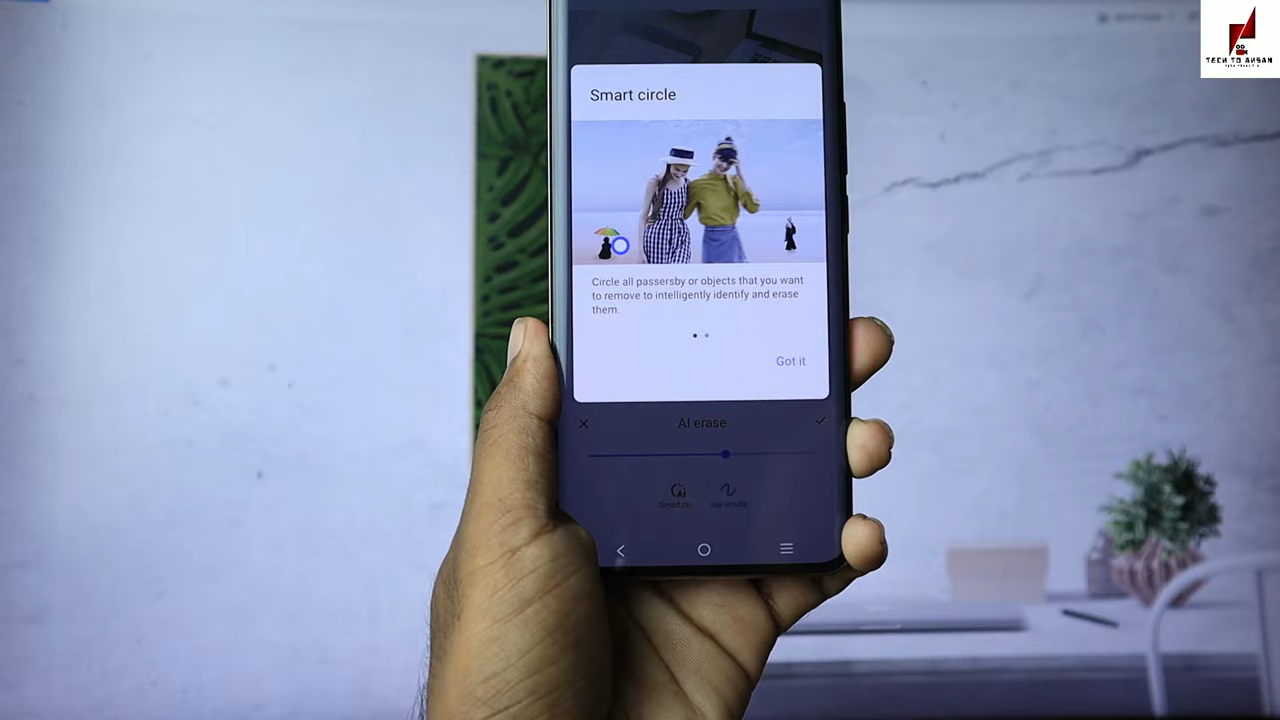 TECH TO AHSAN
Smart circle
Circle all passersby or objects that you want
to remove to intelligently identify and erase
them.
Got it
AI erase
AI